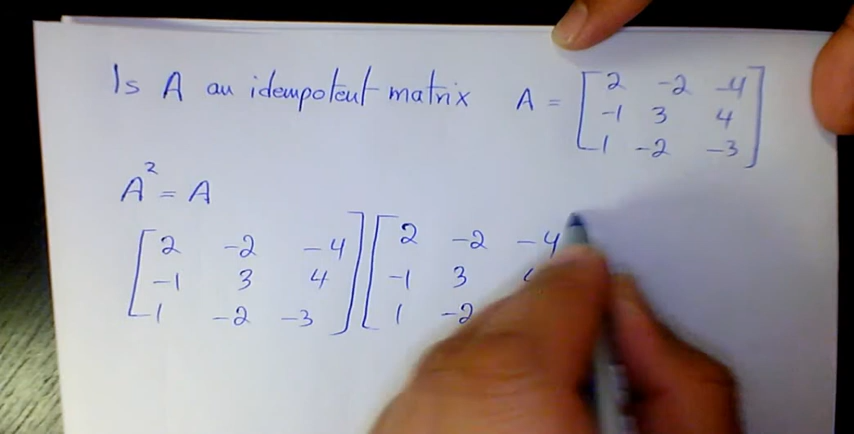 Is A an idempotent matrix A = [2 -2 -4
-1 3 4
1 -2 -3]
A² = A
[2 -2 -4] [2 -2 -4
-1 3 4 -1 3
1 -2 -3 1 -2